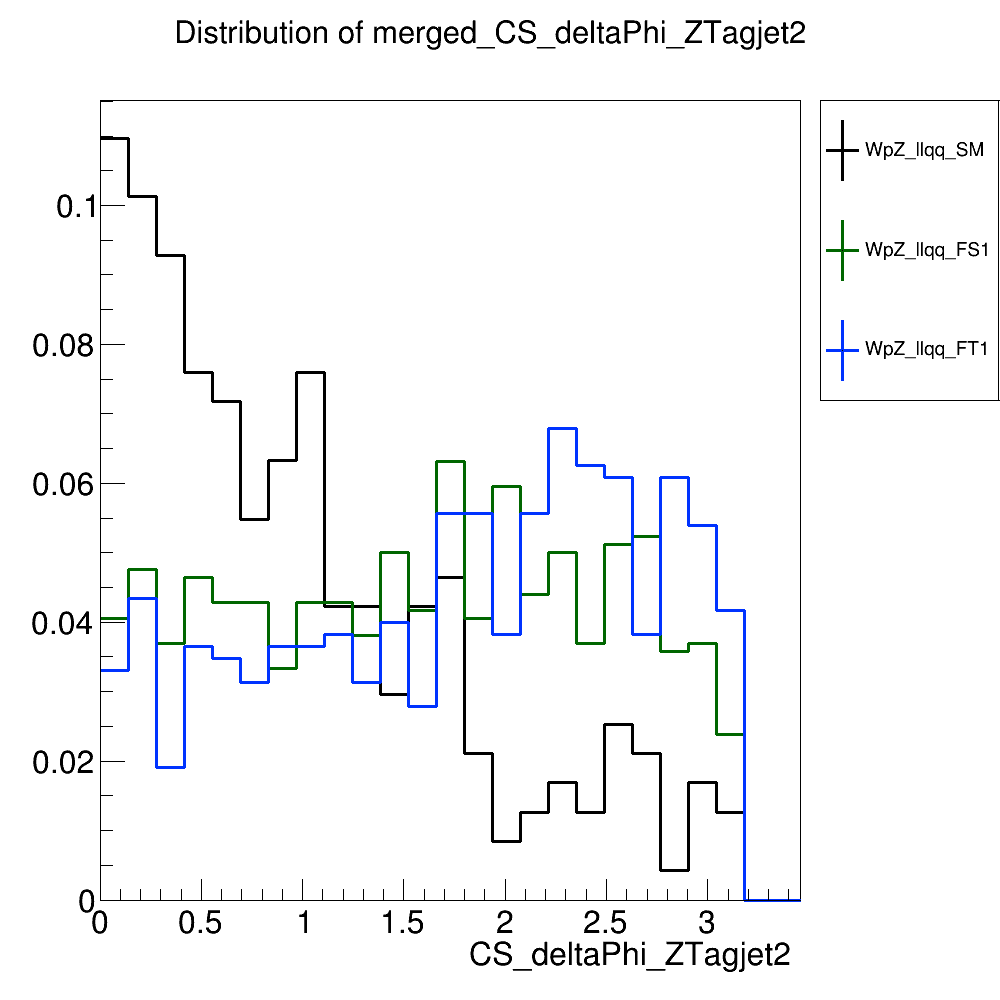 Distribution of merged_CS_deltaPhi_ZTagjet2
WpZ_llqq_SM
WpZ_llqq_FS1
WpZ_llqq_FT1
0.1
0.08
0.06
0.04
0.02
0
0 0.5 1 1.5 2 2.5 3
CS_deltaPhi_ZTagjet2